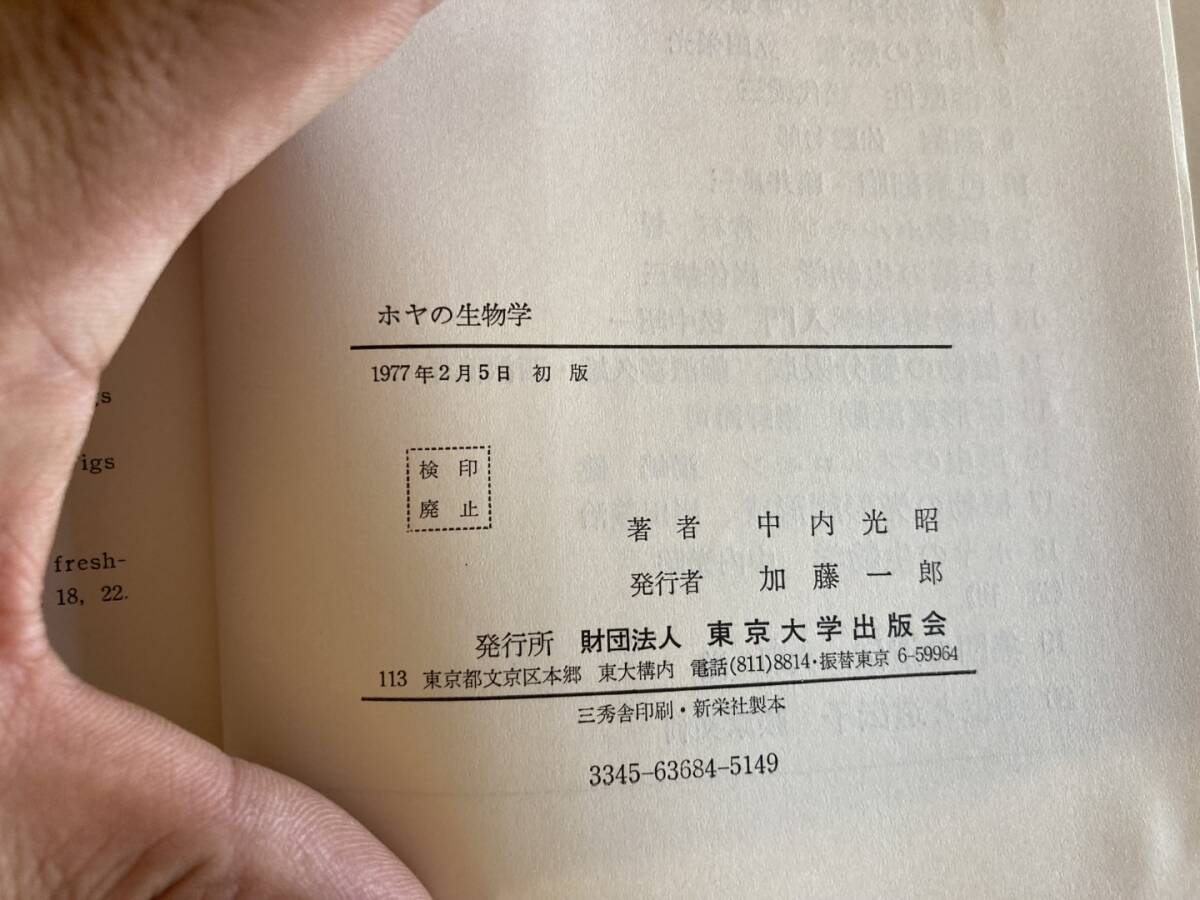 gs
igs
fresh-
18, 22.
ホヤの生物学
1977年2月5日 初 版
検 印
廃 止
著 者 中 内 光 昭
発行者 加 藤 一 郎
発行所 財団法人 東京大学出版会
113 東京都文京区本郷 東大構内 電話(811)8814・振替東京 6-59964
三秀舎印刷・新栄社製本
3345-63684-5149